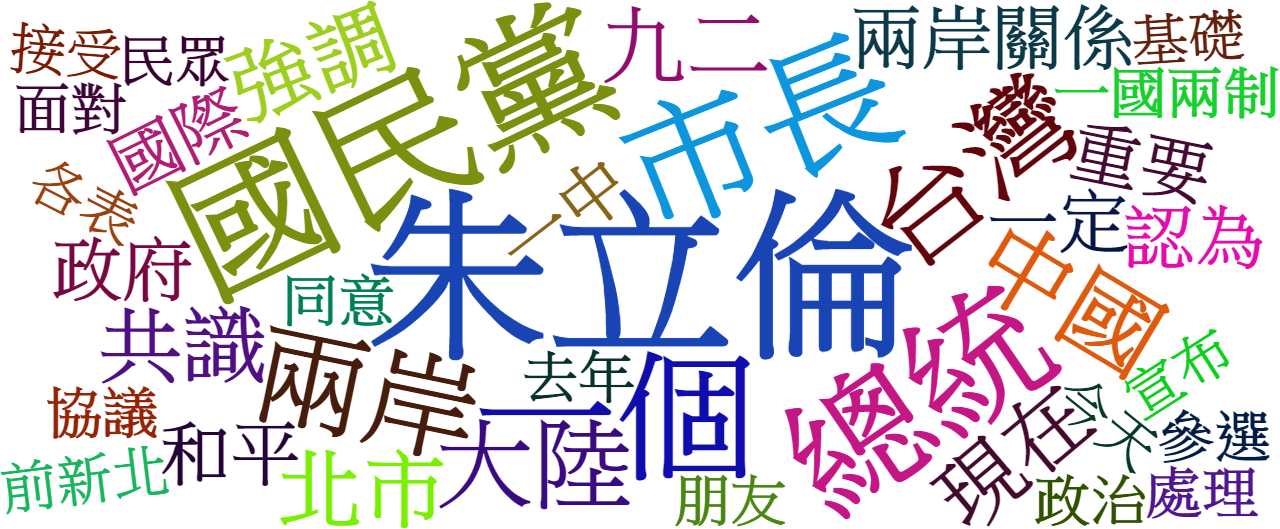 接受
民眾
強調
國民黨
九二
市長
兩岸關係
基礎
面對
國際
台灣
一國兩制
各表
一中
重要
政府
朱立倫
一定
認為
同意
中國
共識
兩岸
去年
個
總統
宣布
協議
和平
大陸
現在
今天
參選
前新北
北市
朋友
政治
處理